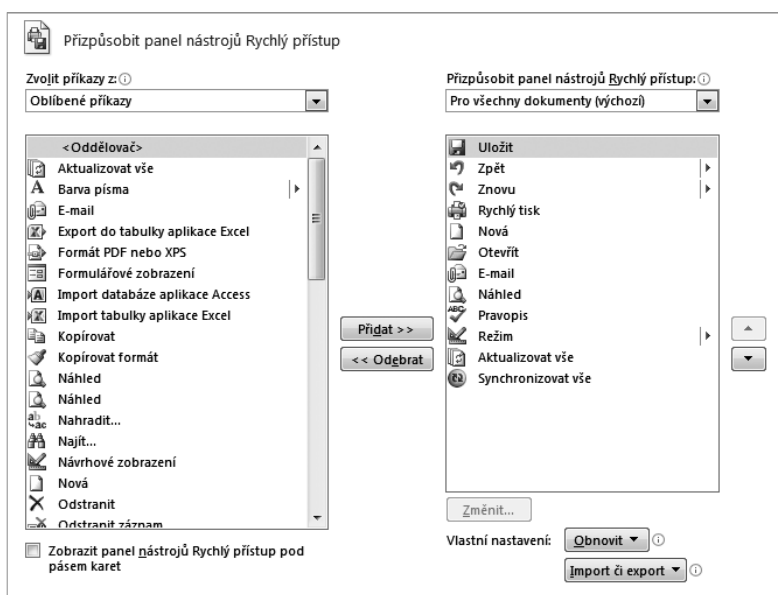 Přizpůsobit panel nástrojů Rychlý přístup
Zvolit příkazy z:
Oblíbené příkazy
<Oddělovač>
Aktualizovat vše
Barva písma
E-mail
Export do tabulky aplikace Excel
Formát PDF nebo XPS
Formulářové zobrazení
Import databáze aplikace Access
Import tabulky aplikace Excel
Kopírovat
Kopírovat formát
Náhled
Náhled
Nahradit...
Najít...
Návrhové zobrazení
Nová
Odstranit
Odstranit záznam
Zobrazit panel nástrojů Rychlý přístup pod
pásem karet
Přidat >>
<< Odebrat
Přizpůsobit panel nástrojů Rychlý přístup:
Pro všechny dokumenty (výchozí)
Uložit
Zpět
Znovu
Rychlý tisk
Nová
Otevřít
E-mail
Náhled
Pravopis
Režim
Aktualizovat vše
Synchronizovat vše
Změnit...
Vlastní nastavení: Obnovit
Import či export